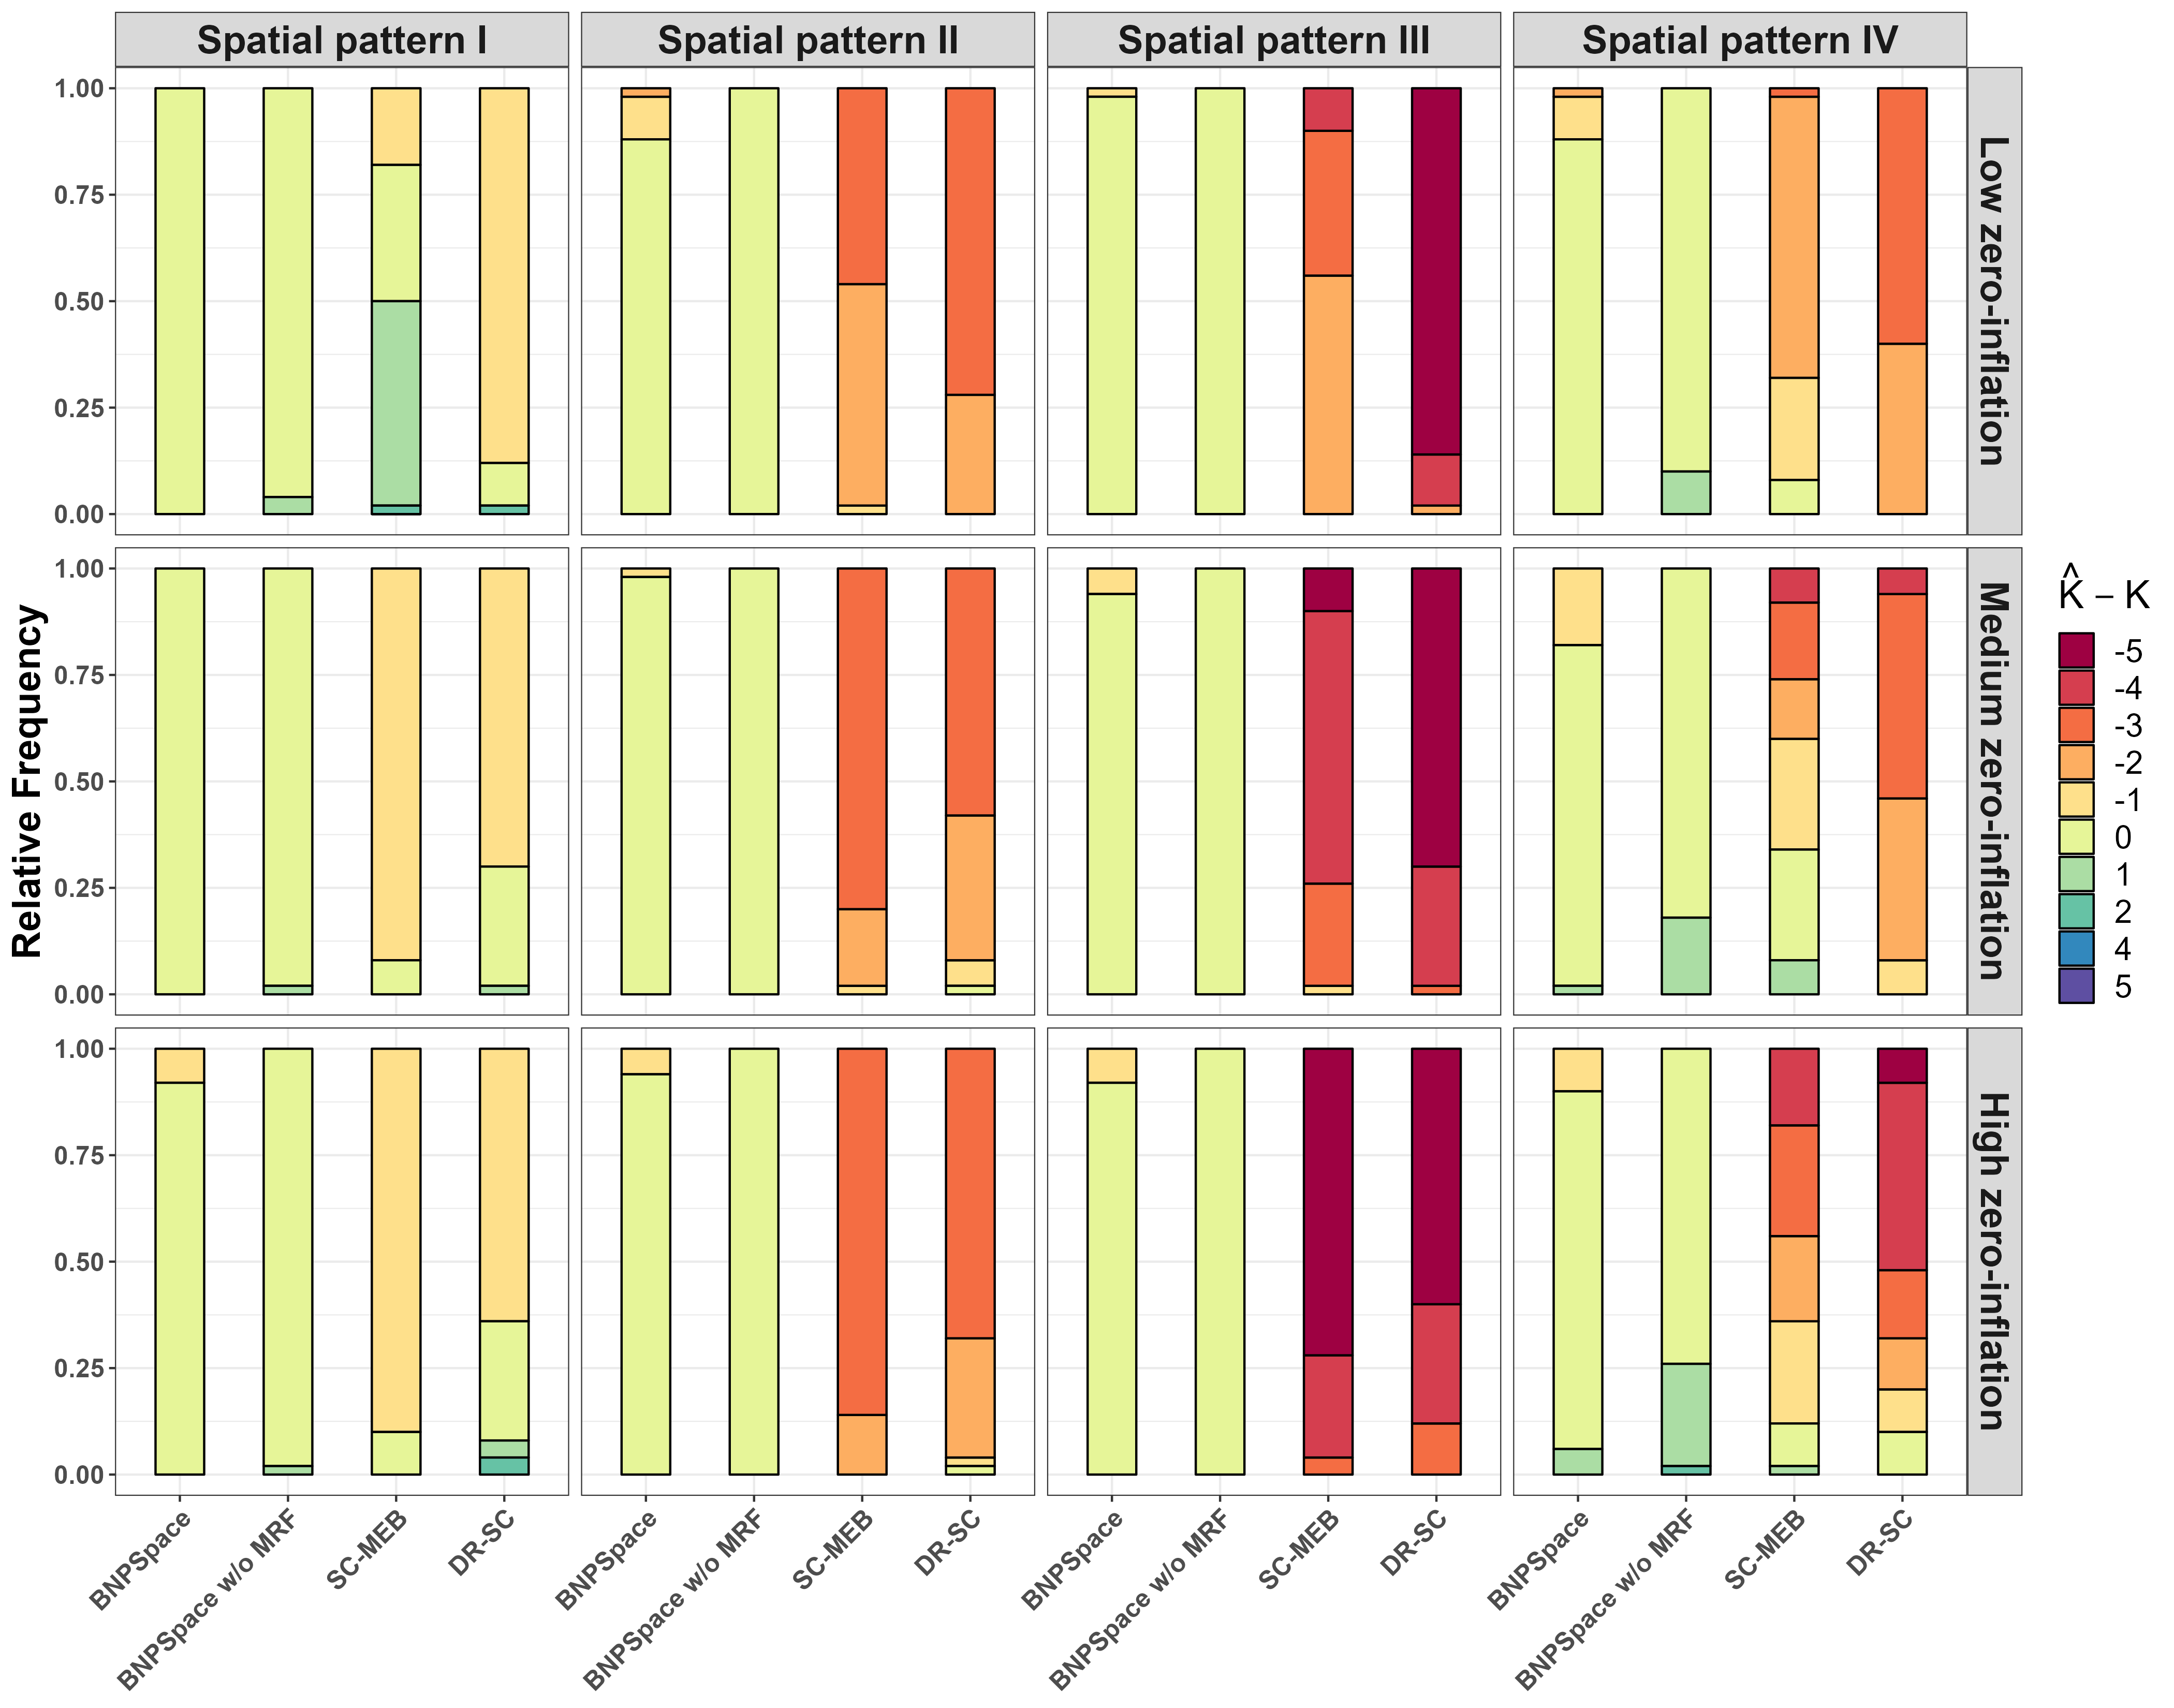 Spatial pattern I
Spatial pattern II
Spatial pattern III
Spatial pattern IV
Low zero-inflation
Medium zero-inflation
High zero-inflation
Relative Frequency
1.00
0.75
0.50
0.25
0.00
1.00
0.75
0.50
0.25
0.00
1.00
0.75
0.50
0.25
0.00
BNPSpace
BNPSpace w/o MRF
SC-MEB
DR-SC
BNPSpace
BNPSpace w/o MRF
SC-MEB
DR-SC
BNPSpace
BNPSpace w/o MRF
SC-MEB
DR-SC
BNPSpace
BNPSpace w/o MRF
SC-MEB
DR-SC
K̂ − K
-5
-4
-3
-2
-1
0
1
2
4
5